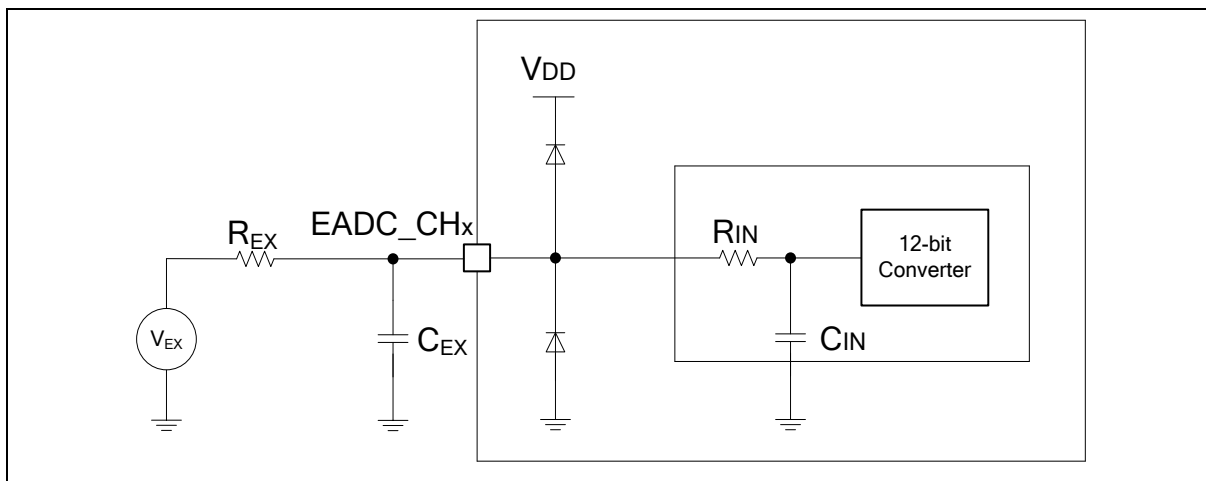 VDD
EADC_CHx
REX
RIN
12-bit
Converter
VEX
CEX
CIN